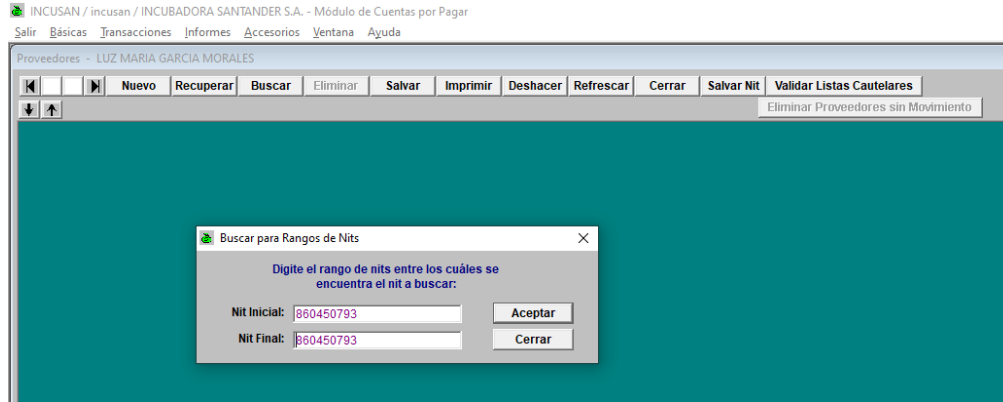 INCUSAN / incusan / INCUBADORA SANTANDER S.A. - Módulo de Cuentas por Pagar
Salir Básicas Transacciones Informes Accesorios Ventana Ayuda
Proveedores - LUZ MARIA GARCIA MORALES
Nuevo Recuperar Buscar Eliminar Salvar Imprimir Deshacer Refrescar Cerrar Salvar Nit Validar Listas Cautelares
Eliminar Proveedores sin Movimiento
Buscar para Rangos de Nits
Digite el rango de nits entre los cuáles se
encuentra el nit a buscar:
Nit Inicial: 860450793 Aceptar
Nit Final: 860450793 Cerrar